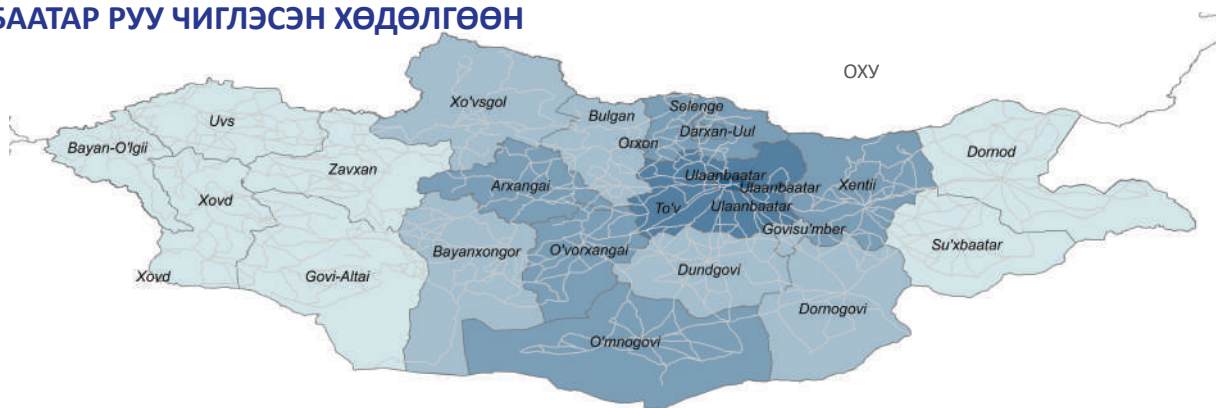 БААТАР РУУ ЧИГЛЭСЭН ХӨДӨЛГӨӨН
ОХУ
Xo'vsgol
Selenge
Bulgan
Uvs
Darxan-Uul
Orxon
Bayan-O'lgii
Dornod
Zavxan
Ulaanbaatar
Arxangai
Ulaanbaatar
Xentii
Xovd
To'v
Ulaanbaatar
Govisu'mber
Su'xbaatar
Bayanxongor
O'vorxangai
Xovd
Govi-Altai
Dundgovi
Dornogovi
O'mnogovi